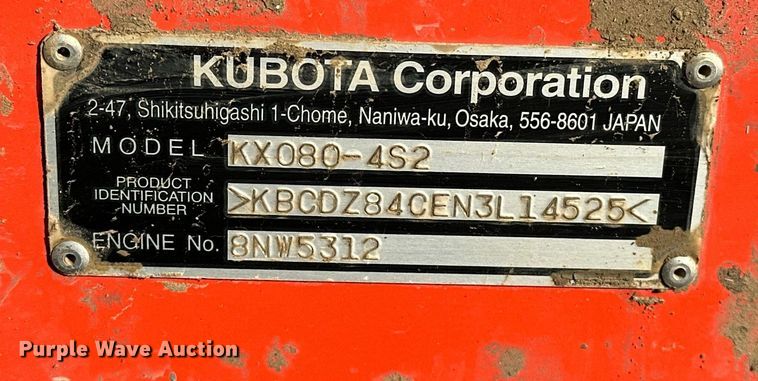 KUBOTA Corporation
2-47, Shikitsuhigashi 1-Chome, Naniwa-ku, Osaka, 556-8601 JAPAN
MODEL KX080-4S2
PRODUCT IDENTIFICATION NUMBER >KBCDZ84CEN3L14525<
ENGINE No. 8NW5312
Purple Wave Auction